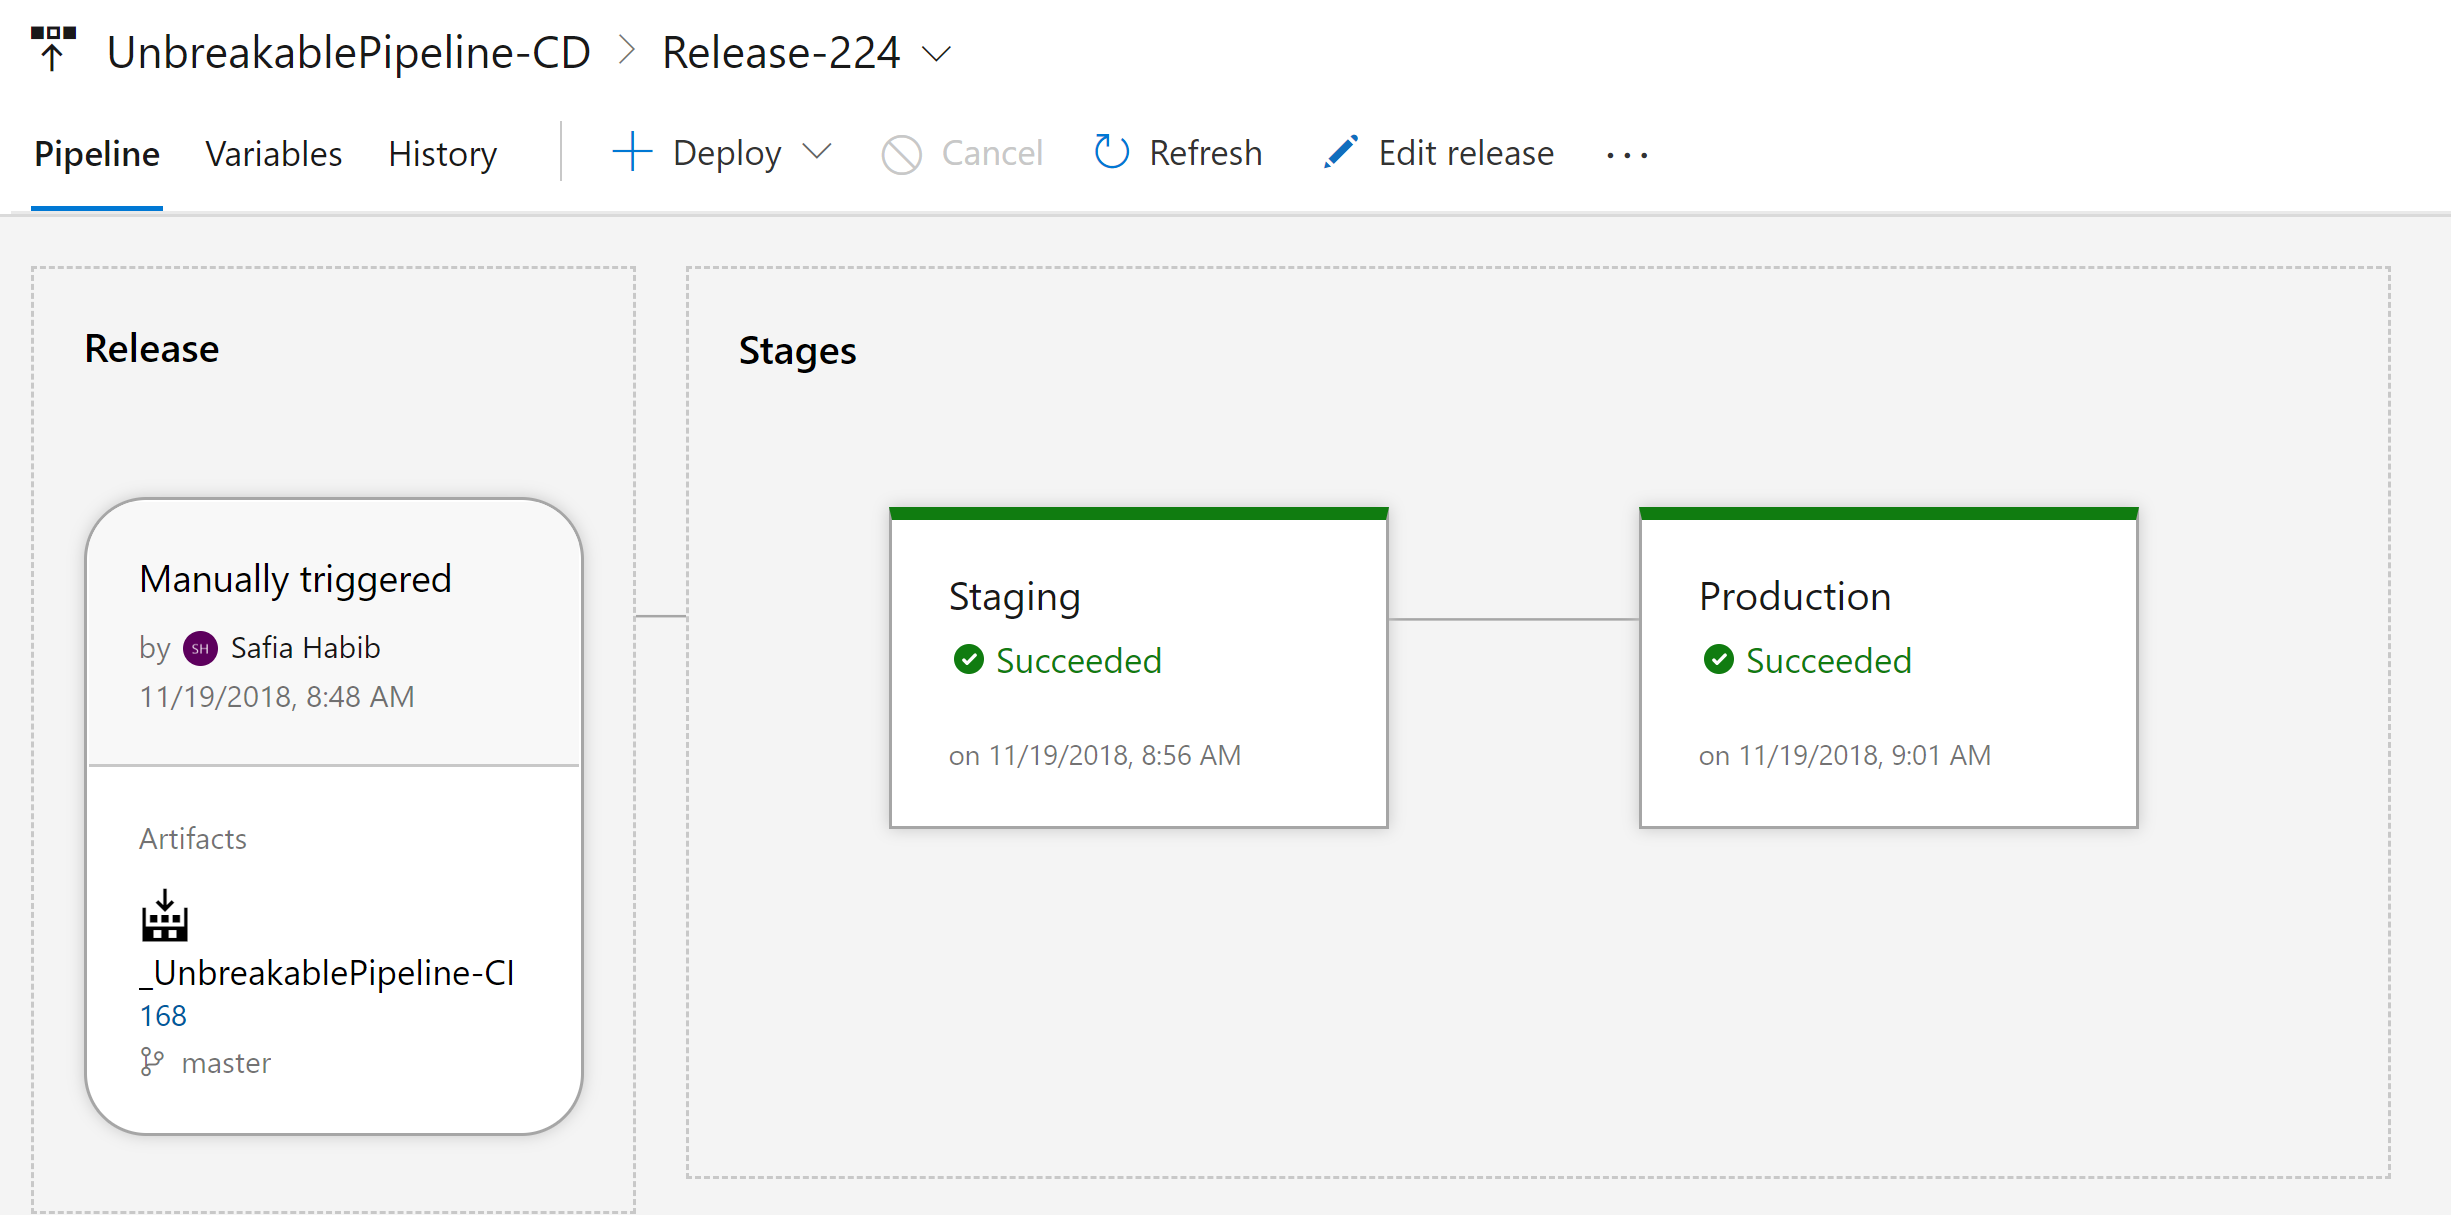 UnbreakablePipeline-CD > Release-224
Pipeline Variables History Deploy Cancel Refresh Edit release ...
Release
Manually triggered
by SH Safia Habib
11/19/2018, 8:48 AM
Artifacts
_UnbreakablePipeline-CI
168
master
Stages
Staging
Succeeded
on 11/19/2018, 8:56 AM
Production
Succeeded
on 11/19/2018, 9:01 AM